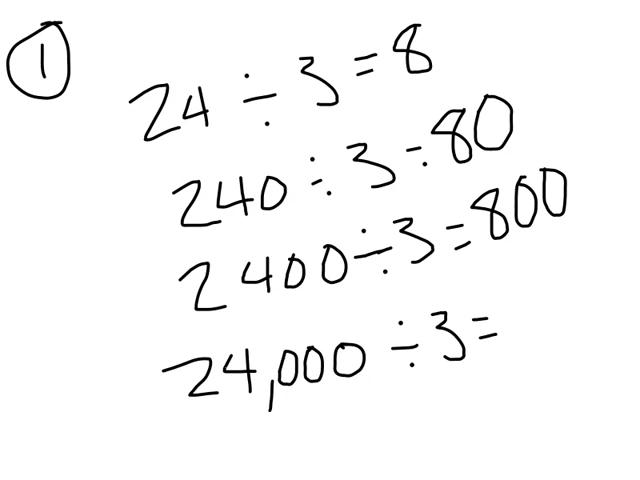 ① 24 ÷ 3 = 8
240 ÷ 3 ÷ 80
2400 ÷ 3 = 800
24,000 ÷ 3 =